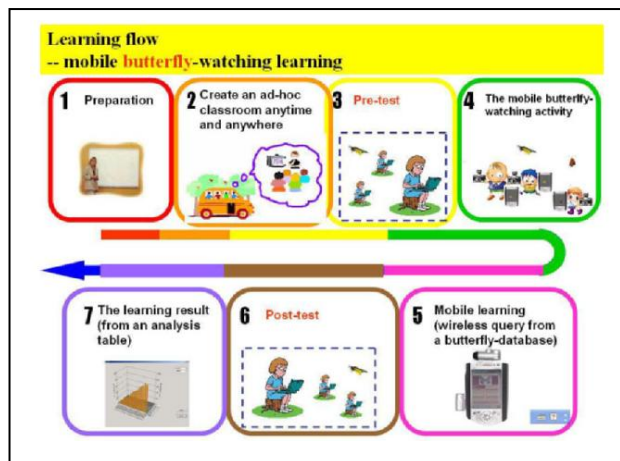 Learning flow
-- mobile butterfly-watching learning
1 Preparation
2 Create an ad-hoc
classroom anytime
and anywhere
3 Pre-test
4 The mobile butterfly-
watching activity
5 Mobile learning
(wireless query from
a butterfly-database)
6 Post-test
7 The learning result
(from an analysis
table)